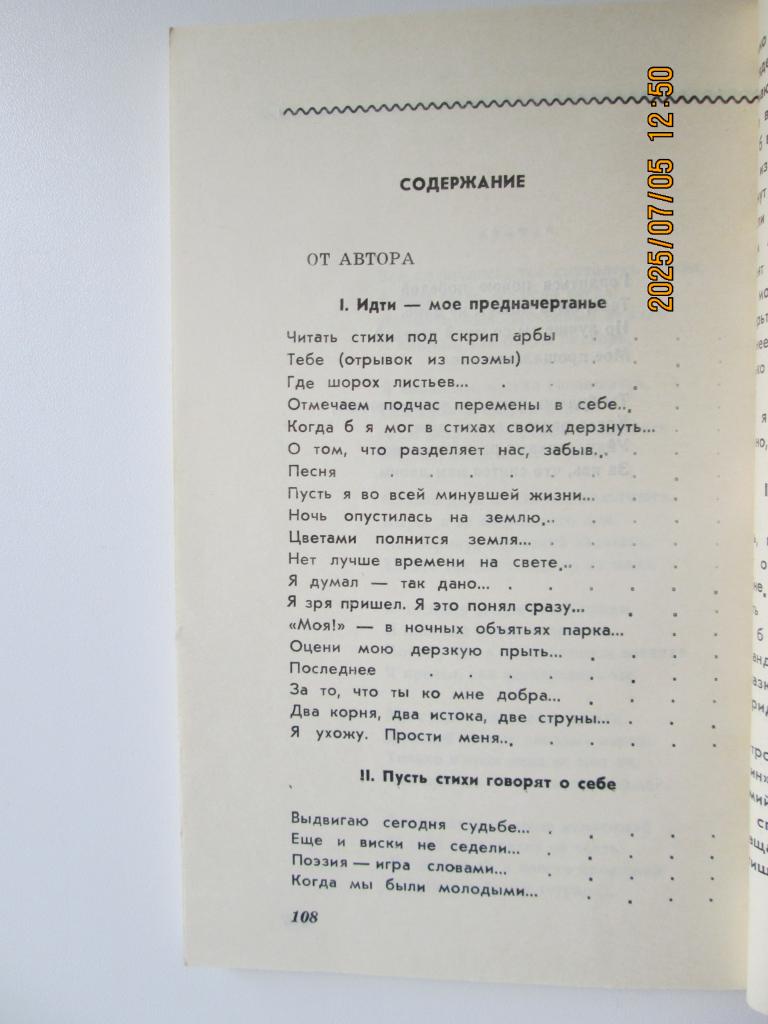 СОДЕРЖАНИЕ
ОТ АВТОРА
I. Идти — мое предначертанье
Читать стихи под скрип арбы
Тебе (отрывок из поэмы)
Где шорох листьев...
Отмечаем подчас перемены в себе...
Когда б я мог в стихах своих дерзнуть...
О том, что разделяет нас, забыв...
Песня
Пусть я во всей минувшей жизни...
Ночь опустилась на землю...
Цветами полнится земля...
Нет лучше времени на свете...
Я думал — так дано...
Я зря пришел. Я это понял сразу...
«Моя!» — в ночных объятьях парка...
Оцени мою дерзкую прыть...
Последнее
За то, что ты ко мне добра...
Два корня, два истока, две струны...
Я ухожу. Прости меня...
II. Пусть стихи говорят о себе
Выдвигаю сегодня судьбе...
Еще и виски не седели...
Поэзия — игра словами...
Когда мы были молодыми...
108
2025/07/05 12:50